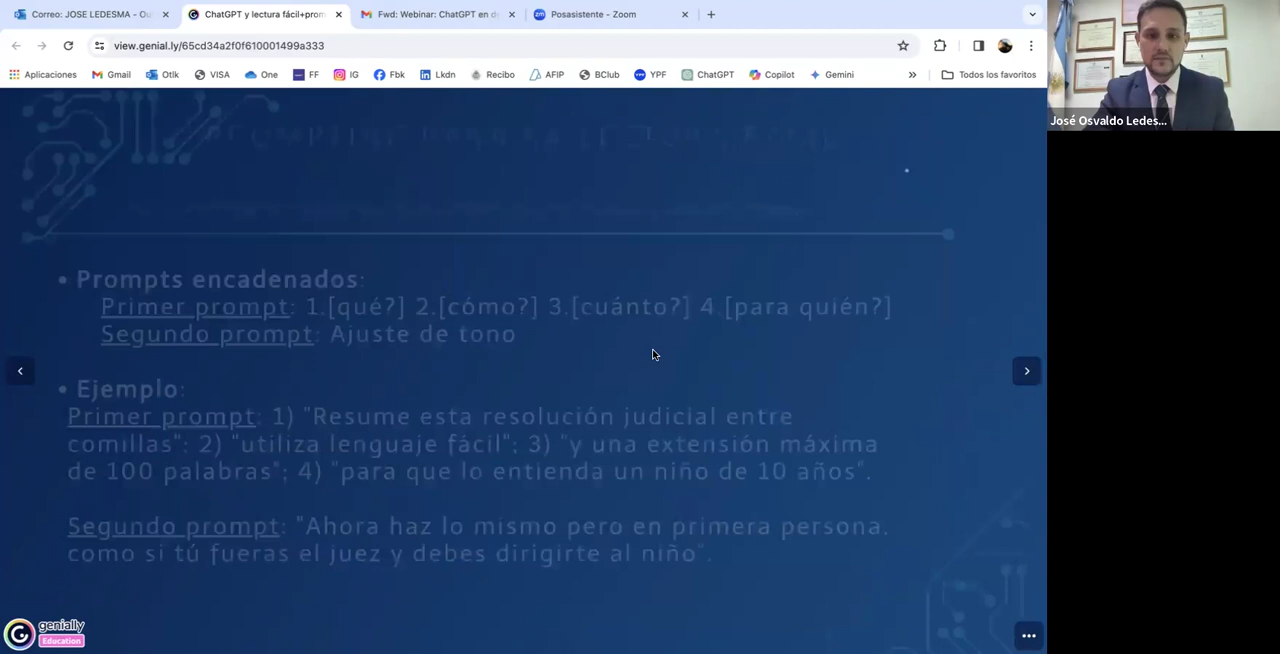 Correo: JOSE LEDESMA - Ou
ChatGPT y lectura fácil+prom
Fwd: Webinar: ChatGPT en d
Posasistente - Zoom
view.genial.ly/65cd34a2f0f610001499a333
Aplicaciones
Gmail
Otlk
VISA
One
FF
IG
Fbk
Lkdn
Recibo
AFIP
BClub
YPF
ChatGPT
Copilot
Gemini
Todos los favoritos
José Osvaldo Ledes...
• Prompts encadenados:
Primer prompt: 1.[qué?] 2.[cómo?] 3.[cuánto?] 4.[para quién?]
Segundo prompt: Ajuste de tono
• Ejemplo:
Primer prompt: 1) "Resume esta resolución judicial entre
comillas": 2) "utiliza lenguaje fácil"; 3) "y una extensión máxima
de 100 palabras"; 4) "para que lo entienda un niño de 10 años".
Segundo prompt: "Ahora haz lo mismo pero en primera persona,
como si tú fueras el juez y debes dirigirte al niño".
genially
Education